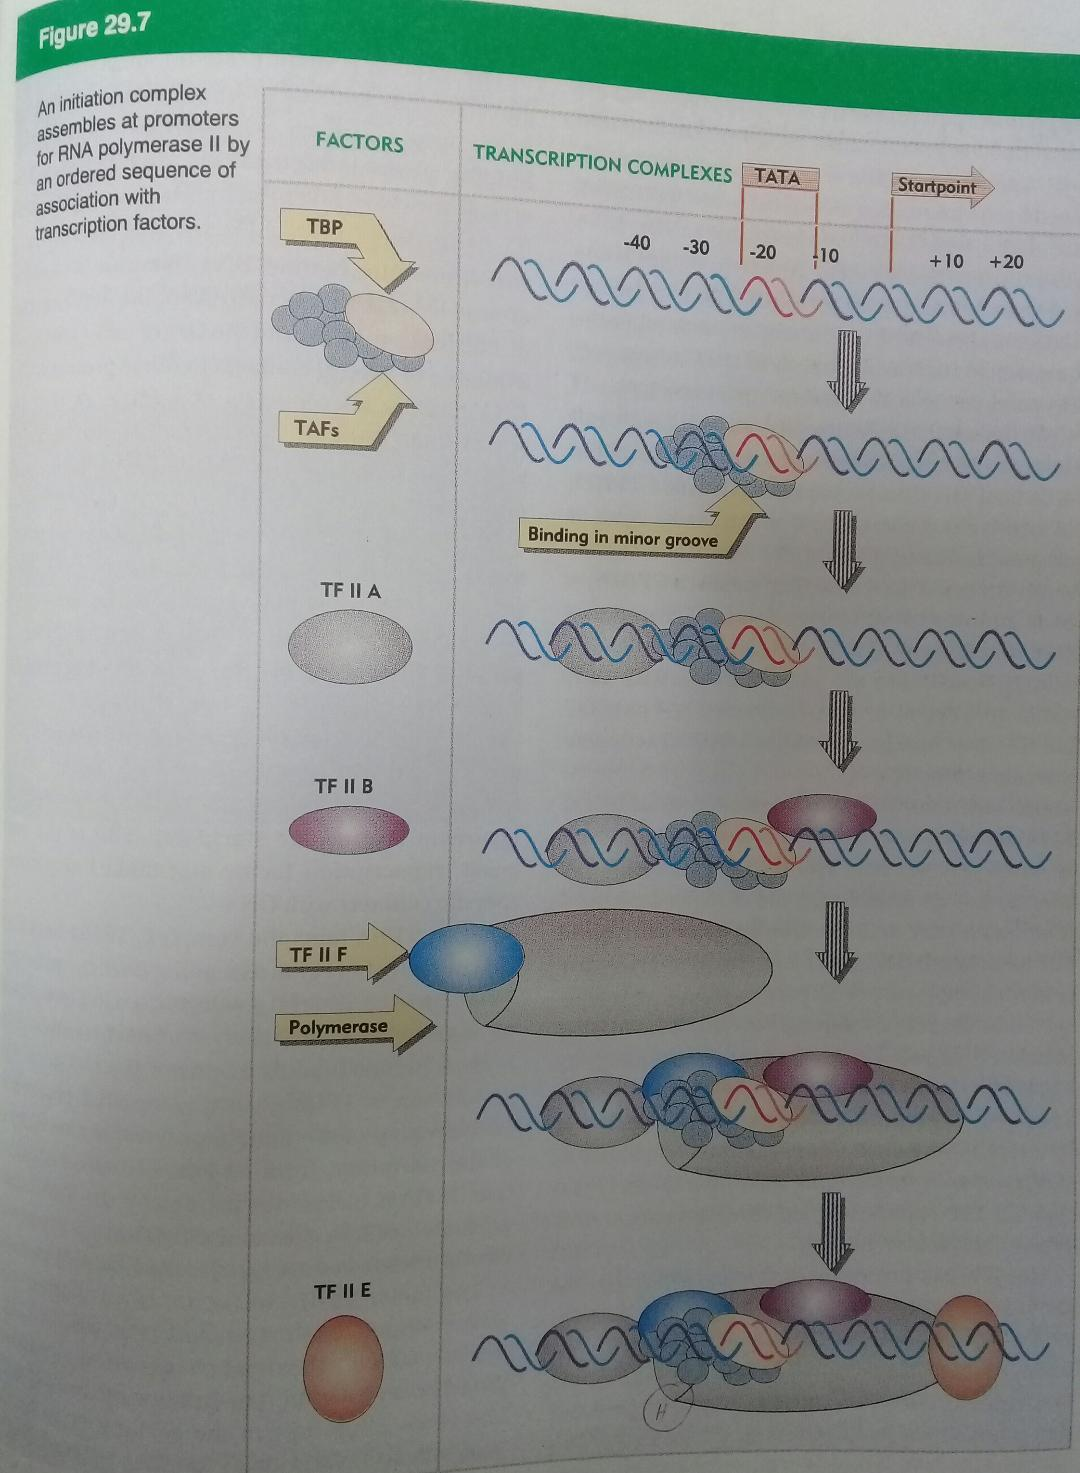 Figure 29.7
An initiation complex
assembles at promoters
for RNA polymerase II by
an ordered sequence of
association with
transcription factors.
FACTORS
TRANSCRIPTION COMPLEXES
TATA
Startpoint
-40 -30 -20 -10 +10 +20
TBP
TAFs
Binding in minor groove
TF II A
TF II B
TF II F
Polymerase
TF II E
H